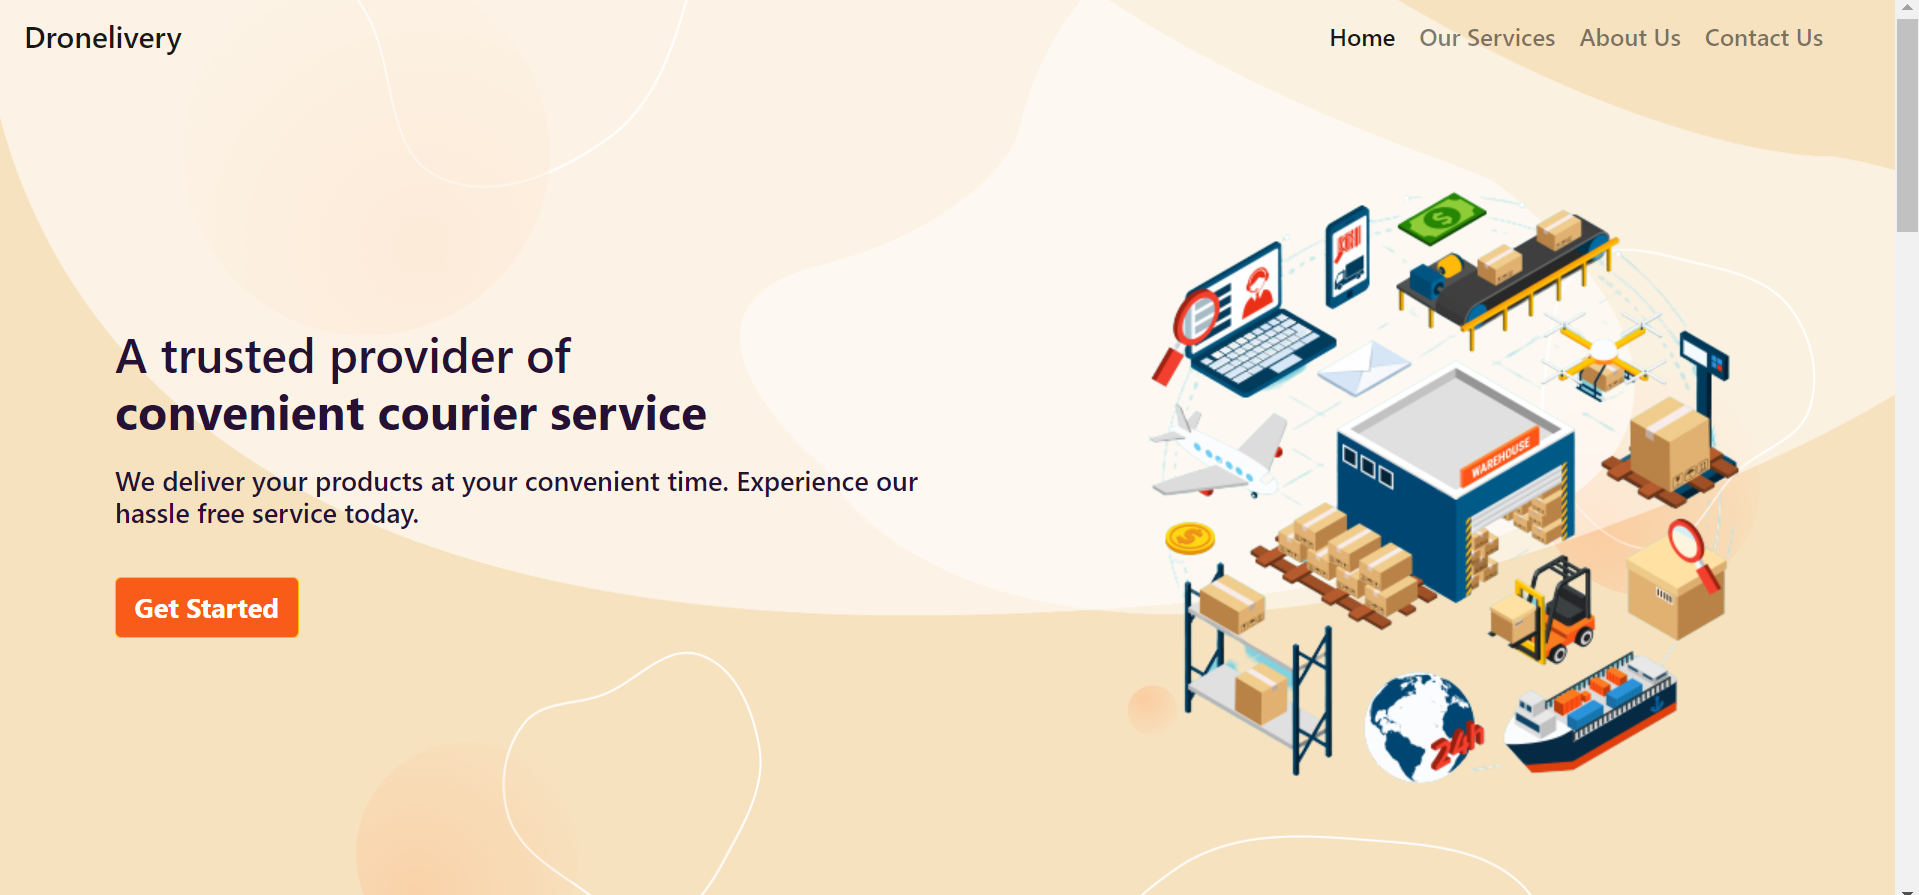 Dronelivery
Home Our Services About Us Contact Us
A trusted provider of
convenient courier service
We deliver your products at your convenient time. Experience our
hassle free service today.
Get Started
WAREHOUSE
24h